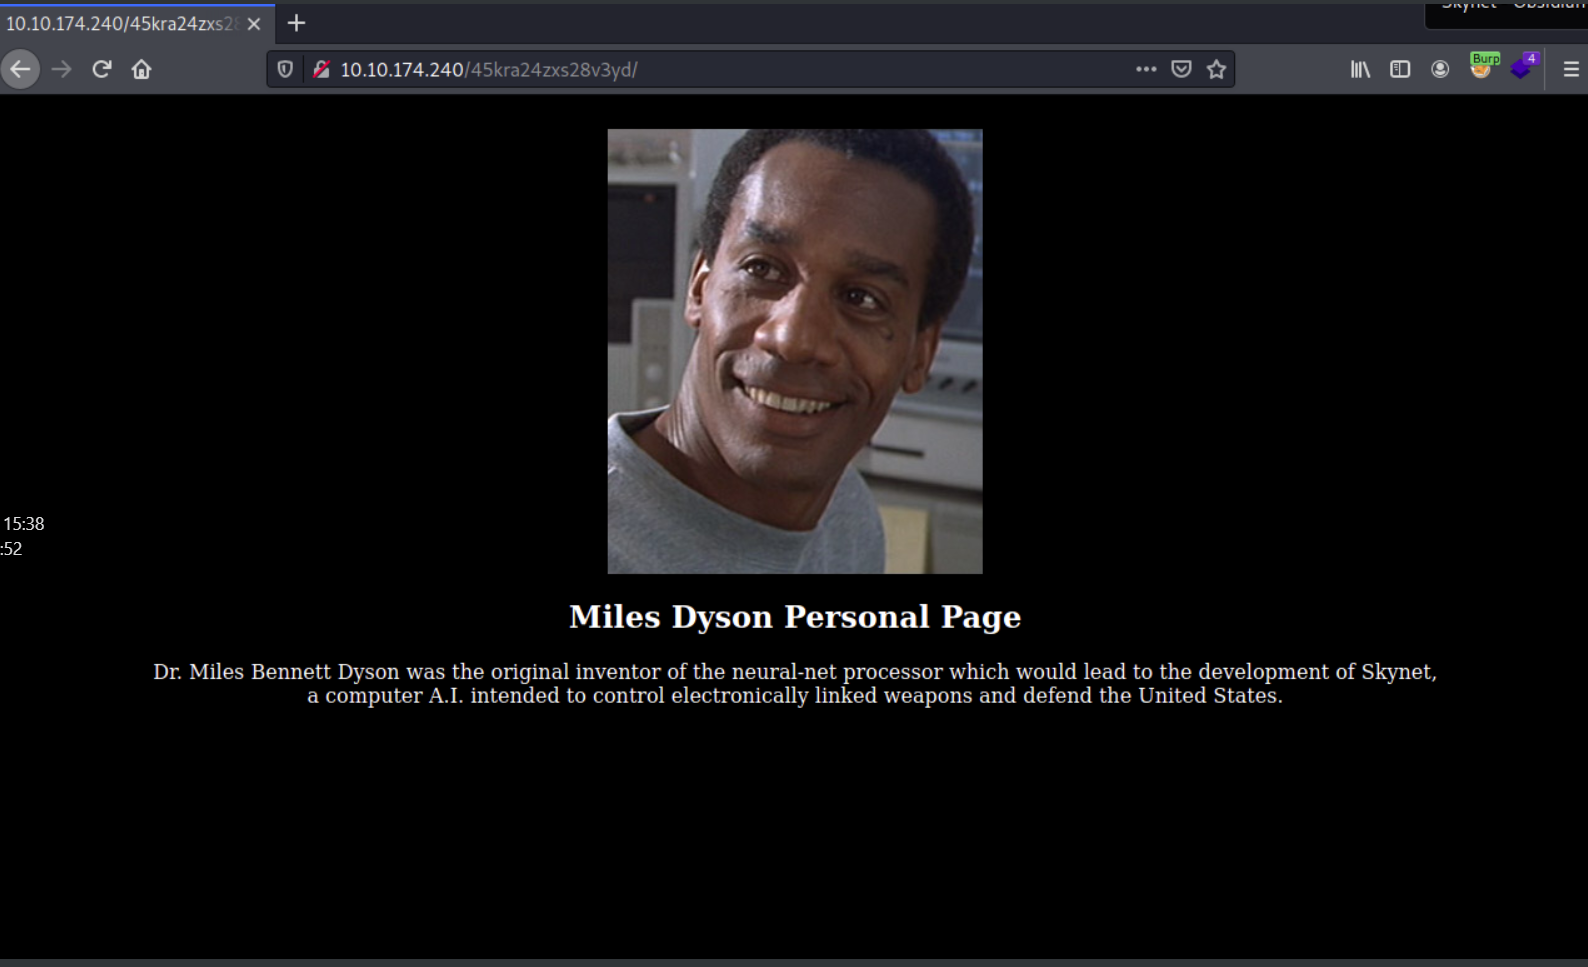 10.10.174.240/45kra24zxs28
Skynet - Obsidian
10.10.174.240/45kra24zxs28v3yd/
Burp
4
15:38
:52
Miles Dyson Personal Page
Dr. Miles Bennett Dyson was the original inventor of the neural-net processor which would lead to the development of Skynet,
a computer A.I. intended to control electronically linked weapons and defend the United States.